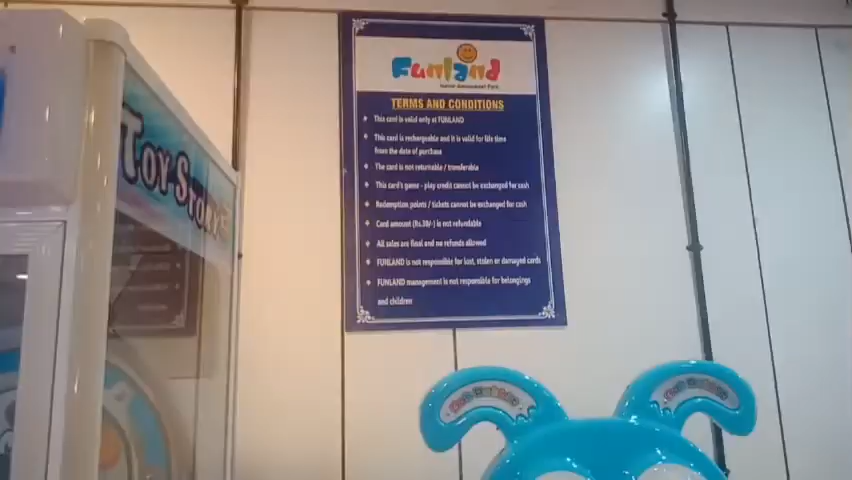 Funland
Junior Amusement Park
TERMS AND CONDITIONS
This card is valid only at FUNLAND
This card is rechargeable and it is valid for life time
from the date of purchase
The card is not returnable / transferable
This card's game - play credit cannot be exchanged for cash
Redemption points / tickets cannot be exchanged for cash
Card amount (Rs.30/-) is not refundable
All sales are final and no refunds allowed
FUNLAND is not responsible for lost, stolen or damaged cards
FUNLAND management is not responsible for belongings
and children
Toy Story